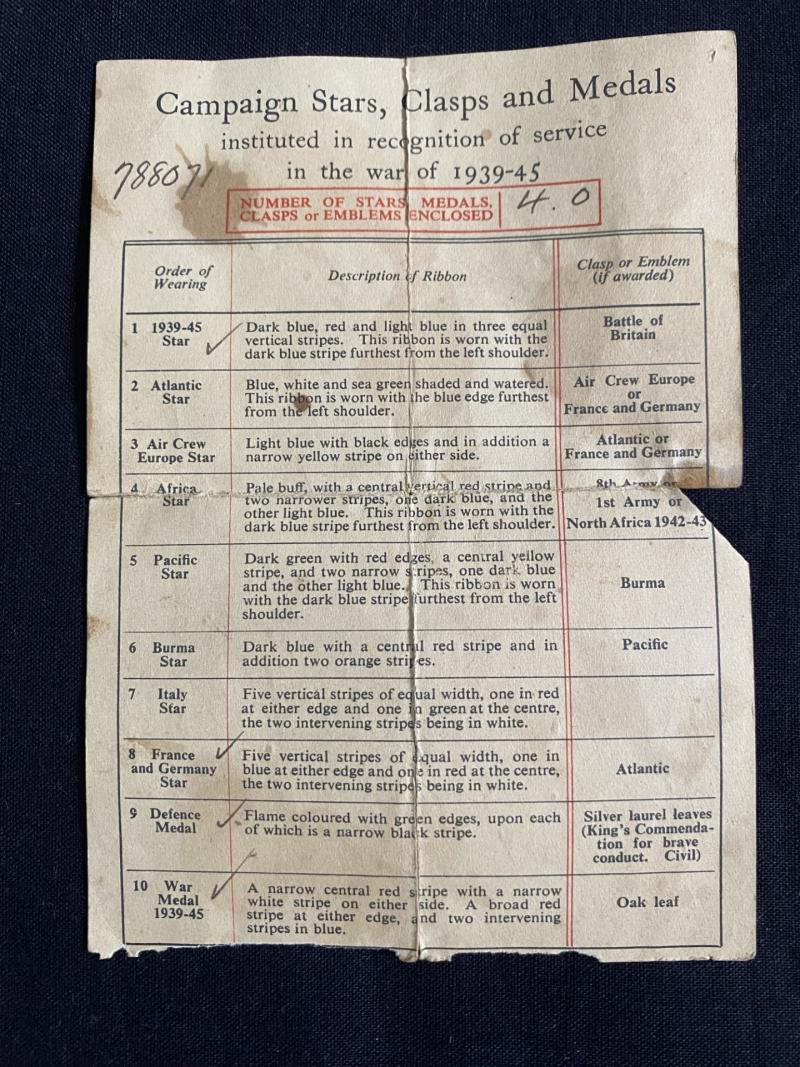 Campaign Stars, Clasps and Medals
instituted in recognition of service
in the war of 1939-45
788071
NUMBER OF STARS, MEDALS,
CLASPS or EMBLEMS ENCLOSED
4.0
Order of
Wearing
Description of Ribbon
Clasp or Emblem
(if awarded)
1 1939-45
Star
Dark blue, red and light blue in three equal
vertical stripes. This ribbon is worn with the
dark blue stripe furthest from the left shoulder.
Battle of
Britain
2 Atlantic
Star
Blue, white and sea green shaded and watered.
This ribbon is worn with the blue edge furthest
from the left shoulder.
Air Crew Europe
or
France and Germany
3 Air Crew
Europe Star
Light blue with black edges and in addition a
narrow yellow stripe on either side.
Atlantic or
France and Germany
4 Africa
Star
Pale buff, with a central vertical red stripe and
two narrower stripes, one dark blue, and the
other light blue. This ribbon is worn with the
dark blue stripe furthest from the left shoulder.
8th Army or
1st Army or
North Africa 1942-43
5 Pacific
Star
Dark green with red edges, a central yellow
stripe, and two narrow stripes, one dark blue
and the other light blue. This ribbon is worn
with the dark blue stripe furthest from the left
shoulder.
Burma
6 Burma
Star
Dark blue with a central red stripe and in
addition two orange stripes.
Pacific
7 Italy
Star
Five vertical stripes of equal width, one in red
at either edge and one in green at the centre,
the two intervening stripes being in white.
8 France
and Germany
Star
Five vertical stripes of equal width, one in
blue at either edge and one in red at the centre,
the two intervening stripes being in white.
Atlantic
9 Defence
Medal
Flame coloured with green edges, upon each
of which is a narrow black stripe.
Silver laurel leaves
(King's Commenda-
tion for brave
conduct. Civil)
10 War
Medal
1939-45
A narrow central red stripe with a narrow
white stripe on either side. A broad red
stripe at either edge, and two intervening
stripes in blue.
Oak leaf